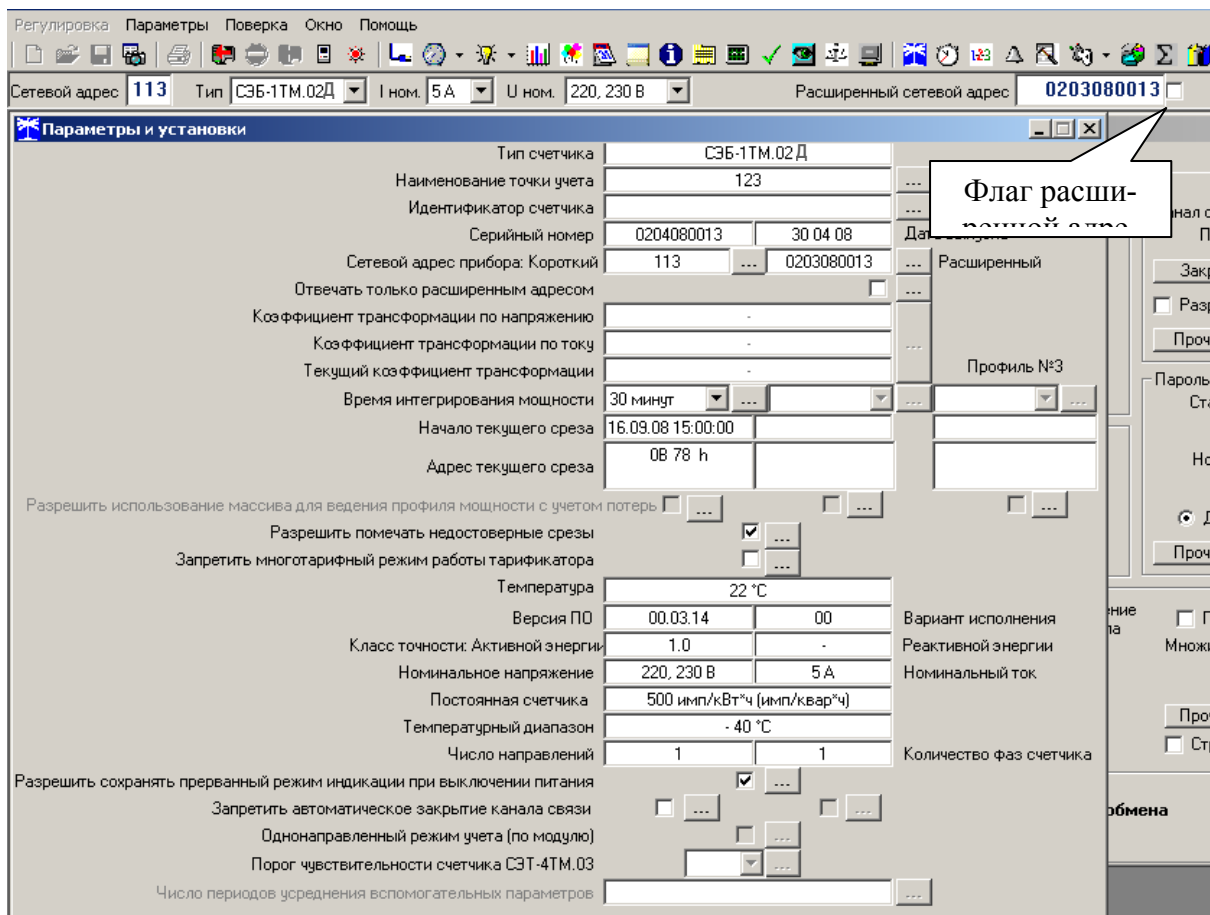 Регулировка Параметры Поверка Окно Помощь
Сетевой адрес 113 Тип СЭБ-1ТМ.02Д I ном. 5 А U ном. 220, 230 В Расширенный сетевой адрес 0203080013
Параметры и установки
Флаг расши-
ренной адре
Тип счетчика СЭБ-1ТМ.02Д
Наименование точки учета 123 ...
Идентификатор счетчика ...
Серийный номер 0204080013 30 04 08
Сетевой адрес прибора: Короткий 113 ... 0203080013 ... Расширенный
Отвечать только расширенным адресом ...
Коэффициент трансформации по напряжению -
Коэффициент трансформации по току - ...
Текущий коэффициент трансформации - Профиль №3
Время интегрирования мощности 30 минут ... ... ...
Начало текущего среза 16.09.08 15:00:00
Адрес текущего среза 0B 78 h
Разрешить использование массива для ведения профиля мощности с учетом потерь ... ... ...
Разрешить помечать недостоверные срезы ...
Запретить многотарифный режим работы тарификатора ...
Температура 22 °C
Версия ПО 00.03.14 00 Вариант исполнения
Класс точности: Активной энергии 1.0 - Реактивной энергии
Номинальное напряжение 220, 230 В 5 А Номинальный ток
Постоянная счетчика 500 имп/кВт*ч (имп/квар*ч)
Температурный диапазон - 40 °C
Число направлений 1 1 Количество фаз счетчика
Разрешить сохранять прерванный режим индикации при выключении питания ...
Запретить автоматическое закрытие канала связи ... ...
Однонаправленный режим учета (по модулю) ...
Порог чувствительности счетчика СЭТ-4ТМ.03 ...
Число периодов усреднения вспомогательных параметров ...
Пароль
обмена